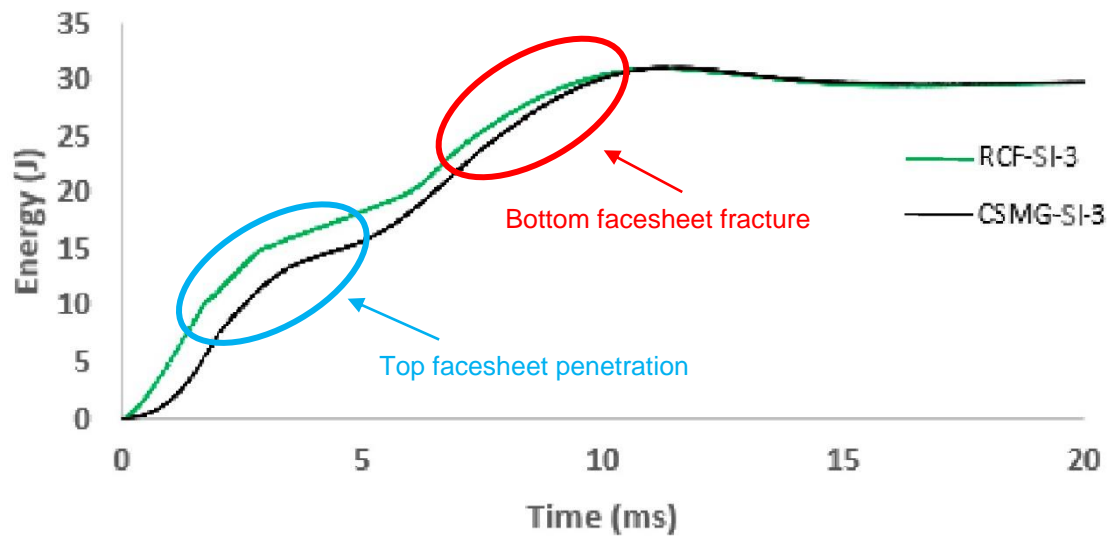 35
30
25
20
15
10
5
0
Energy (J)
RCF-SI-3
CSMG-SI-3
Bottom facesheet fracture
Top facesheet penetration
0 5 10 15 20
Time (ms)